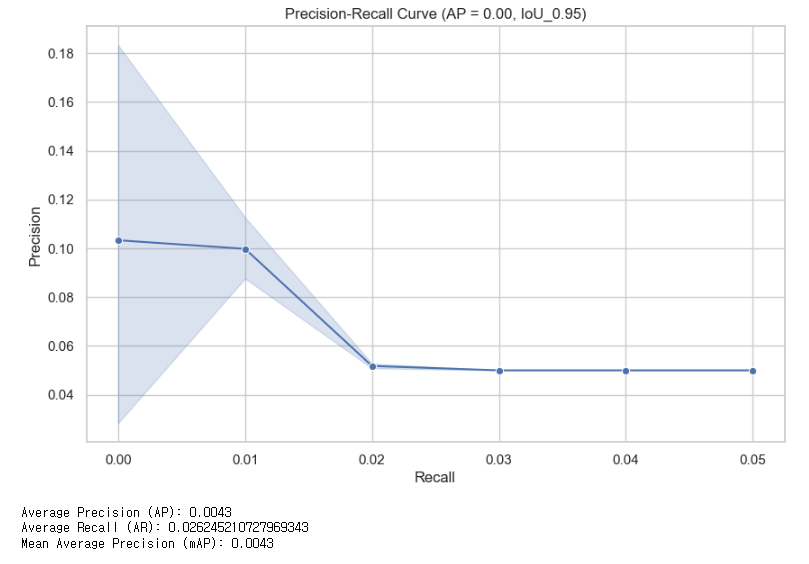 Precision-Recall Curve (AP = 0.00, IoU_0.95)
Precision
0.18
0.16
0.14
0.12
0.10
0.08
0.06
0.04
0.00 0.01 0.02 0.03 0.04 0.05
Recall
Average Precision (AP): 0.0043
Average Recall (AR): 0.026245210727969343
Mean Average Precision (mAP): 0.0043